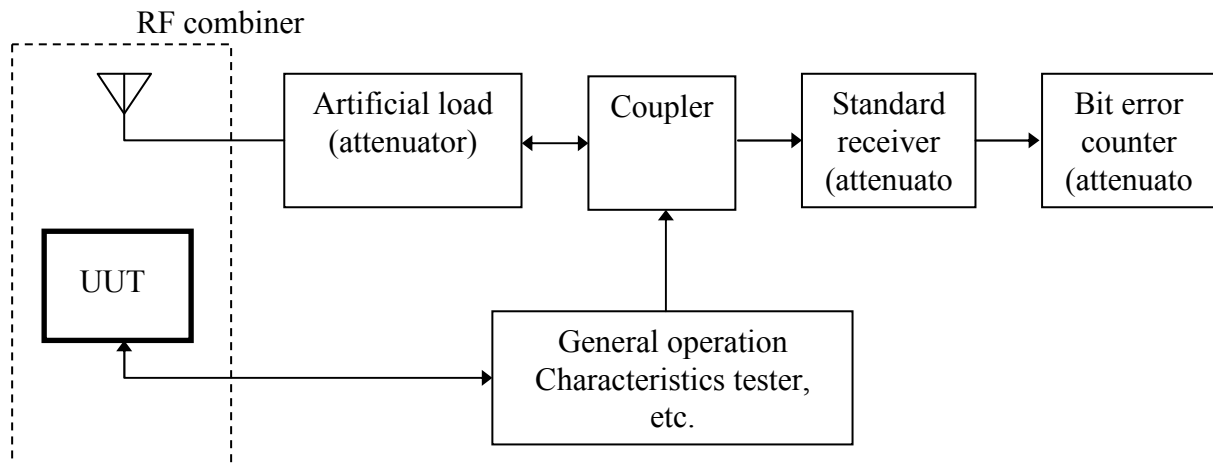 RF combiner
Artificial load
(attenuator)
Coupler
Standard
receiver
(attenuato
Bit error
counter
(attenuato
UUT
General operation
Characteristics tester,
etc.